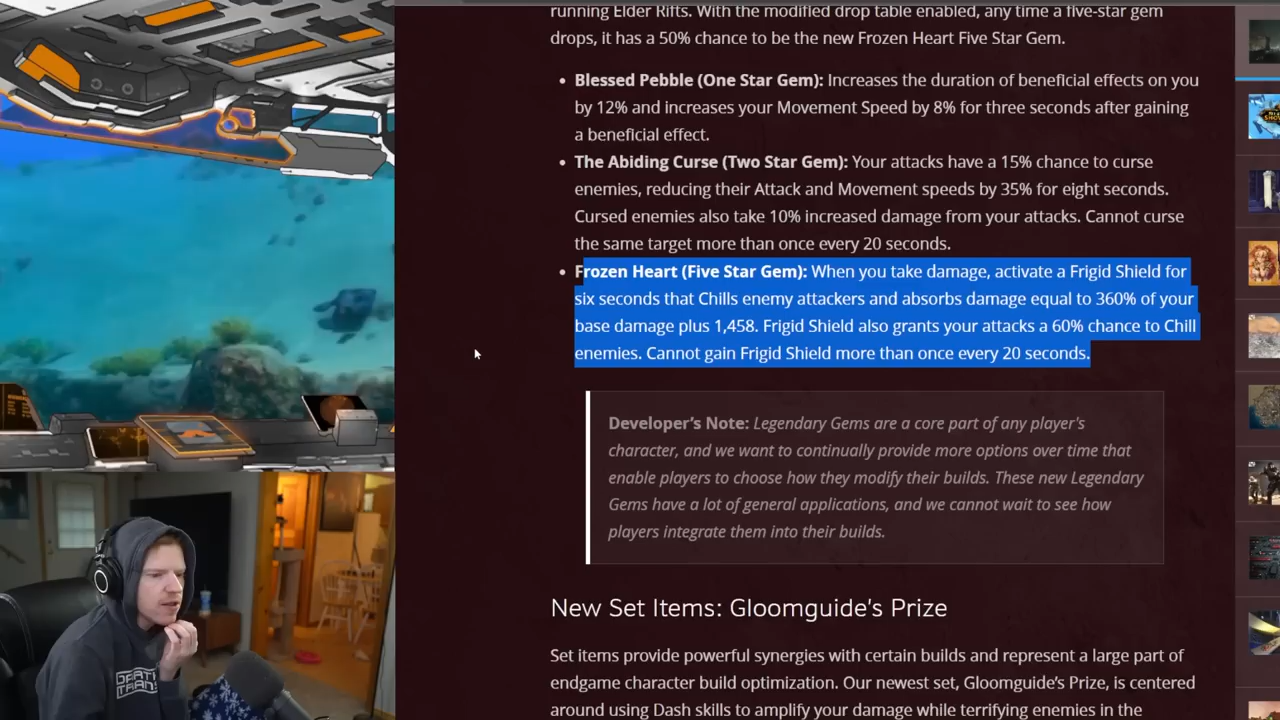 running Elder Rifts. With the modified drop table enabled, any time a five-star gem
drops, it has a 50% chance to be the new Frozen Heart Five Star Gem.
• Blessed Pebble (One Star Gem): Increases the duration of beneficial effects on you
by 12% and increases your Movement Speed by 8% for three seconds after gaining
a beneficial effect.
• The Abiding Curse (Two Star Gem): Your attacks have a 15% chance to curse
enemies, reducing their Attack and Movement speeds by 35% for eight seconds.
Cursed enemies also take 10% increased damage from your attacks. Cannot curse
the same target more than once every 20 seconds.
• Frozen Heart (Five Star Gem): When you take damage, activate a Frigid Shield for
six seconds that Chills enemy attackers and absorbs damage equal to 360% of your
base damage plus 1,458. Frigid Shield also grants your attacks a 60% chance to Chill
enemies. Cannot gain Frigid Shield more than once every 20 seconds.
Developer's Note: Legendary Gems are a core part of any player's
character, and we want to continually provide more options over time that
enable players to choose how they modify their builds. These new Legendary
Gems have a lot of general applications, and we cannot wait to see how
players integrate them into their builds.
New Set Items: Gloomguide's Prize
Set items provide powerful synergies with certain builds and represent a large part of
endgame character build optimization. Our newest set, Gloomguide's Prize, is centered
around using Dash skills to amplify your damage while terrifying enemies in the